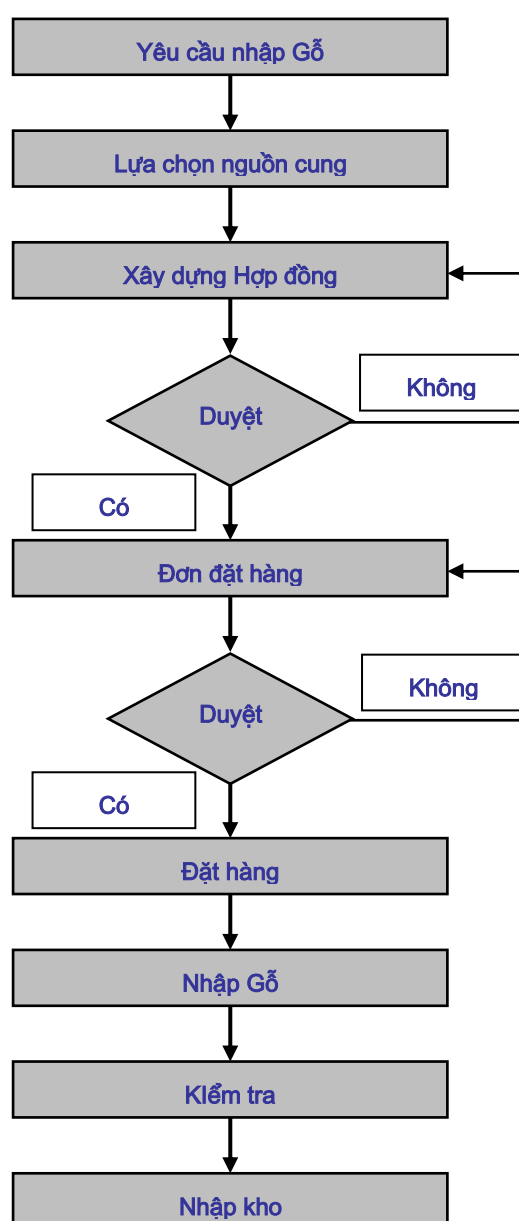 Yêu cầu nhập Gỗ
Lựa chọn nguồn cung
Xây dựng Hợp đồng
Duyệt
Không
Có
Đơn đặt hàng
Duyệt
Không
Có
Đặt hàng
Nhập Gỗ
KIểm tra
Nhập kho